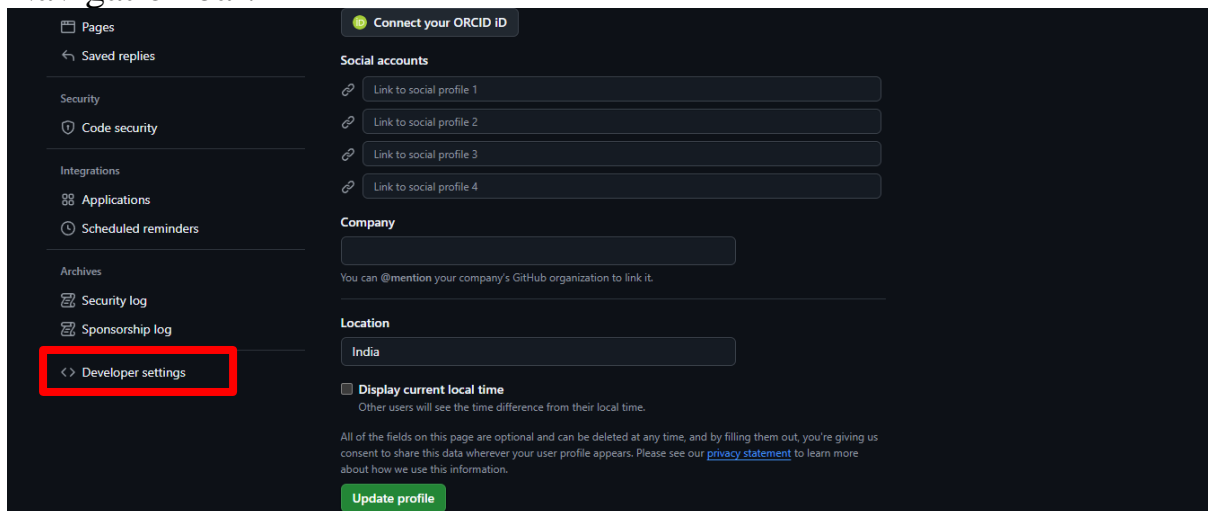 Pages
Saved replies
Security
Code security
Integrations
Applications
Scheduled reminders
Archives
Security log
Sponsorship log
Developer settings
iD Connect your ORCID iD
Social accounts
Link to social profile 1
Link to social profile 2
Link to social profile 3
Link to social profile 4
Company
You can @mention your company's GitHub organization to link it.
Location
India
Display current local time
Other users will see the time difference from their local time.
All of the fields on this page are optional and can be deleted at any time, and by filling them out, you're giving us
consent to share this data wherever your user profile appears. Please see our privacy statement to learn more
about how we use this information.
Update profile